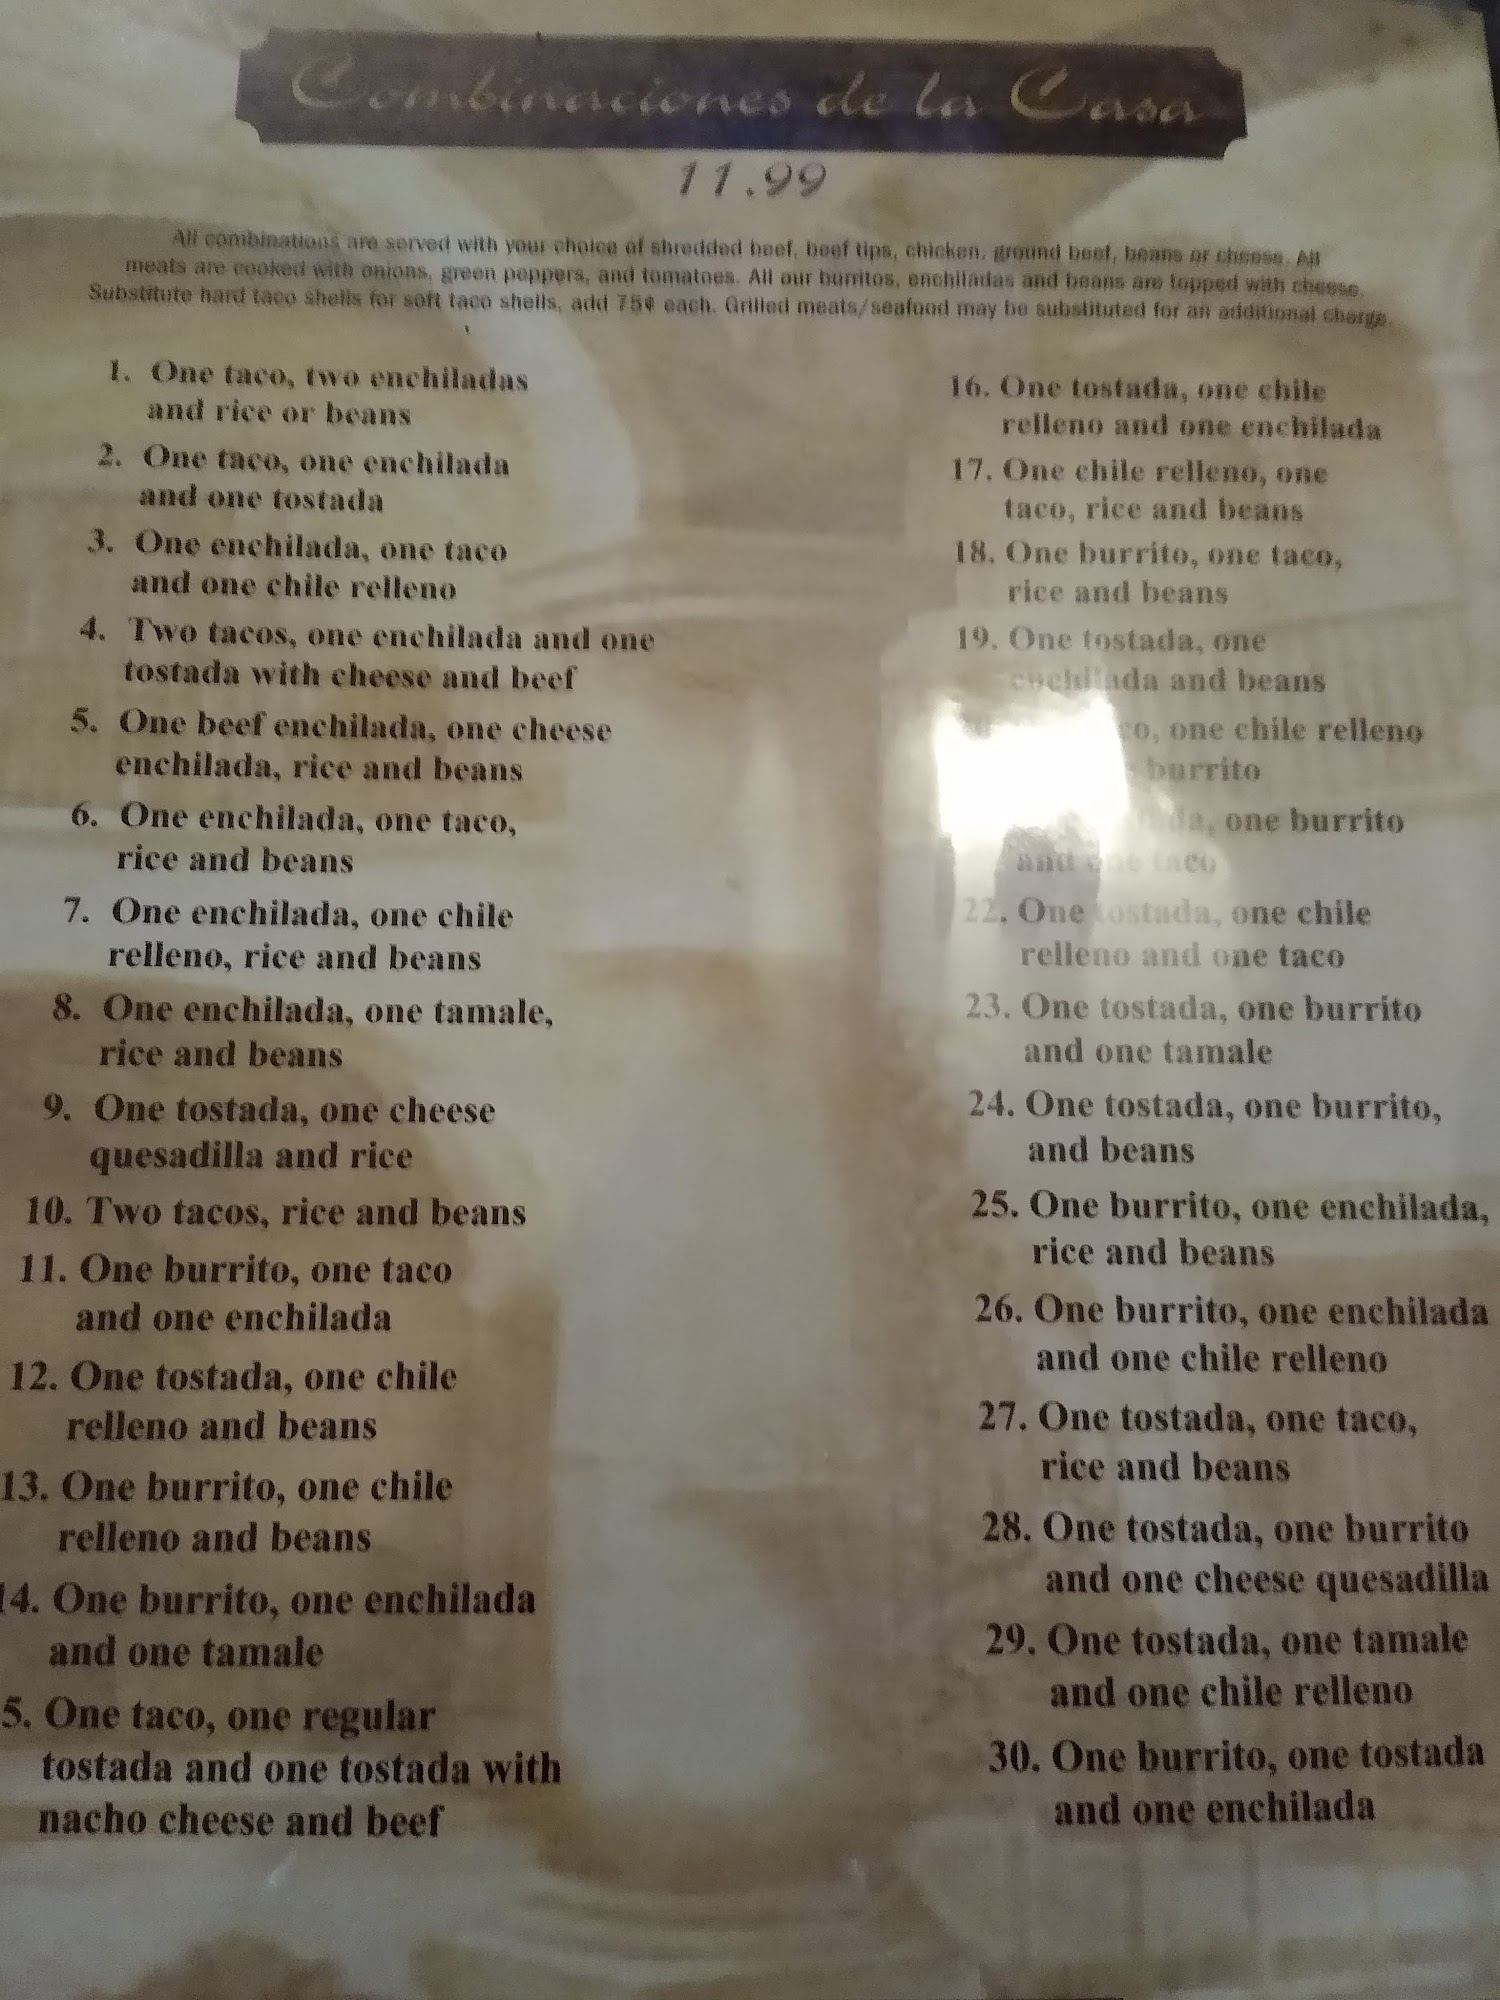 Combinaciones de la Casa
11.99
All combinations are served with your choice of shredded beef, beef tips, chicken, ground beef, beans or cheese. All
meats are cooked with onions, green peppers, and tomatoes. All our burritos, enchiladas and beans are topped with cheese.
Substitute hard taco shells for soft taco shells, add 75¢ each. Grilled meats/seafood may be substituted for an additional charge.
1. One taco, two enchiladas
and rice or beans
2. One taco, one enchilada
and one tostada
3. One enchilada, one taco
and one chile relleno
4. Two tacos, one enchilada and one
tostada with cheese and beef
5. One beef enchilada, one cheese
enchilada, rice and beans
6. One enchilada, one taco,
rice and beans
7. One enchilada, one chile
relleno, rice and beans
8. One enchilada, one tamale,
rice and beans
9. One tostada, one cheese
quesadilla and rice
10. Two tacos, rice and beans
11. One burrito, one taco
and one enchilada
12. One tostada, one chile
relleno and beans
13. One burrito, one chile
relleno and beans
14. One burrito, one enchilada
and one tamale
5. One taco, one regular
tostada and one tostada with
nacho cheese and beef
16. One tostada, one chile
relleno and one enchilada
17. One chile relleno, one
taco, rice and beans
18. One burrito, one taco,
rice and beans
19. One tostada, one
enchilada and beans
one chile relleno
burrito
one burrito
and one taco
22. One tostada, one chile
relleno and one taco
23. One tostada, one burrito
and one tamale
24. One tostada, one burrito,
and beans
25. One burrito, one enchilada,
rice and beans
26. One burrito, one enchilada
and one chile relleno
27. One tostada, one taco,
rice and beans
28. One tostada, one burrito
and one cheese quesadilla
29. One tostada, one tamale
and one chile relleno
30. One burrito, one tostada
and one enchilada